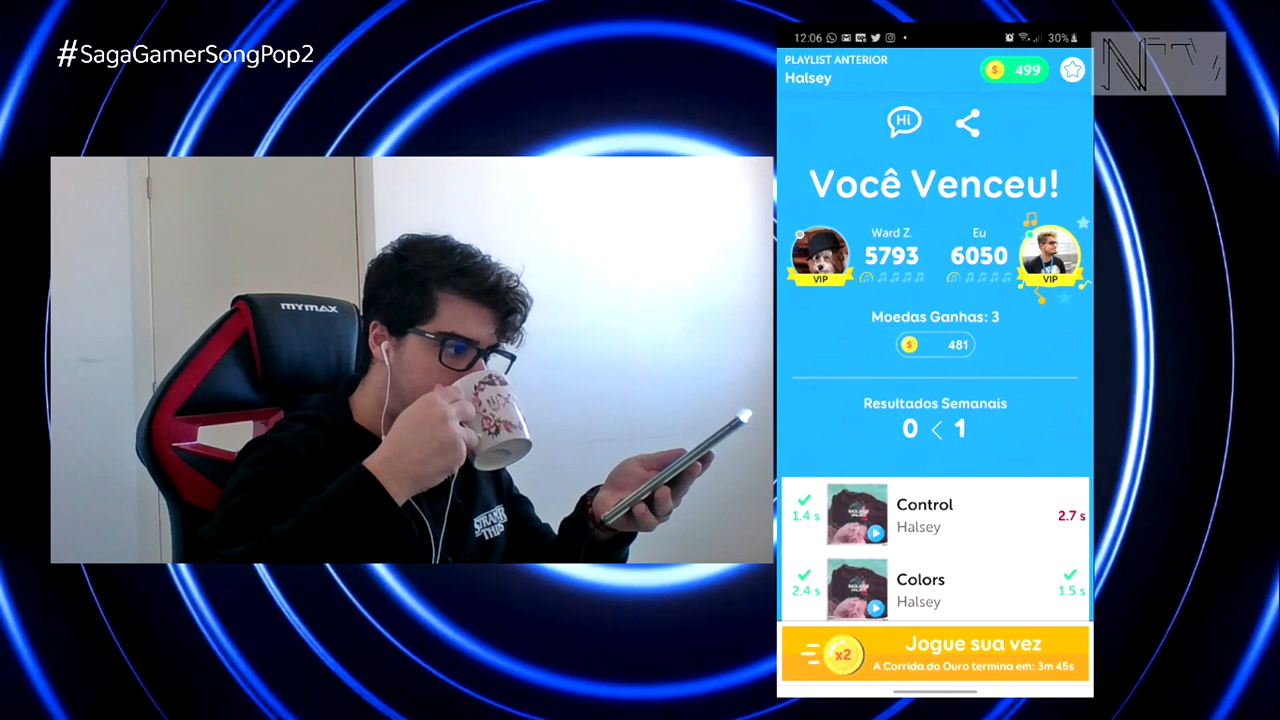 #SagaGamerSongPop2
12:06
30%
PLAYLIST ANTERIOR
Halsey
499
Hi
Você Venceu!
Ward Z.
5793
VIP
Eu
6050
VIP
Moedas Ganhas: 3
481
Resultados Semanais
0 < 1
1.4 s
Control
Halsey
2.7 s
2.4 s
Colors
Halsey
1.5 s
x2
Jogue sua vez
A Corrida do Ouro termina em: 3m 45s
MYMAX
STRANGER
THINGS